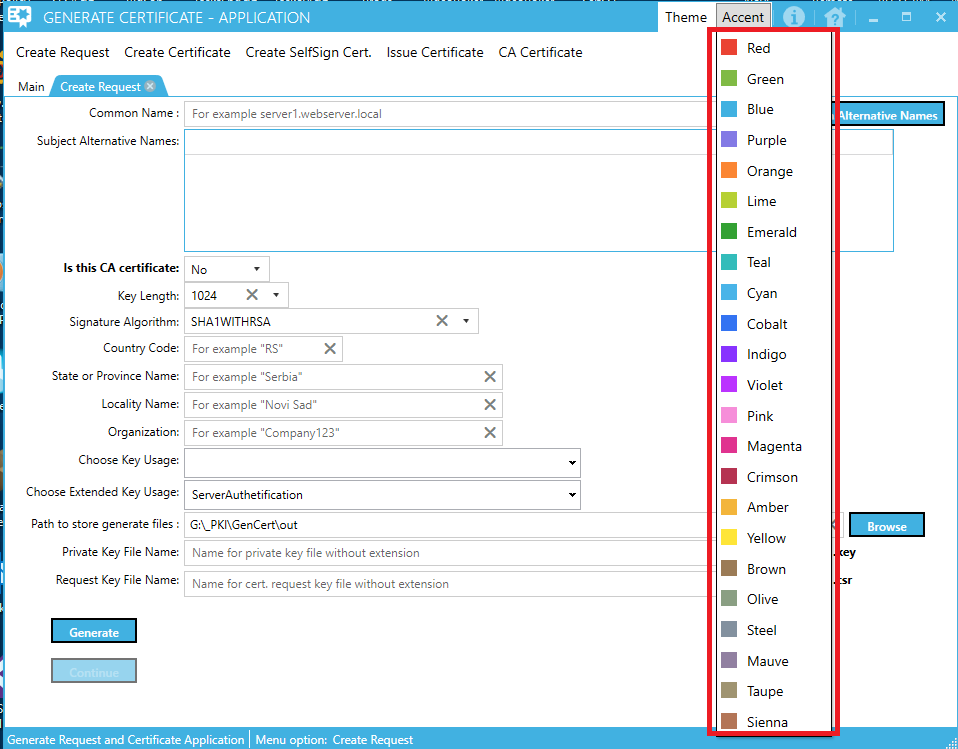 GENERATE CERTIFICATE - APPLICATION
Theme
Accent
Create Request
Create Certificate
Create SelfSign Cert.
Issue Certificate
CA Certificate
Main
Create Request
Common Name :
For example server1.webserver.local
Alternative Names
Subject Alternative Names:
Is this CA certificate:
No
Key Length:
1024
Signature Algorithm:
SHA1WITHRSA
Country Code:
For example "RS"
State or Province Name:
For example "Serbia"
Locality Name:
For example "Novi Sad"
Organization:
For example "Company123"
Choose Key Usage:
Choose Extended Key Usage:
ServerAuthetification
Path to store generate files :
G:\_PKI\GenCert\out
Browse
Private Key File Name:
Name for private key file without extension
.key
Request Key File Name:
Name for cert. request key file without extension
.csr
Generate
Continue
Red
Green
Blue
Purple
Orange
Lime
Emerald
Teal
Cyan
Cobalt
Indigo
Violet
Pink
Magenta
Crimson
Amber
Yellow
Brown
Olive
Steel
Mauve
Taupe
Sienna
Generate Request and Certificate Application
Menu option: Create Request